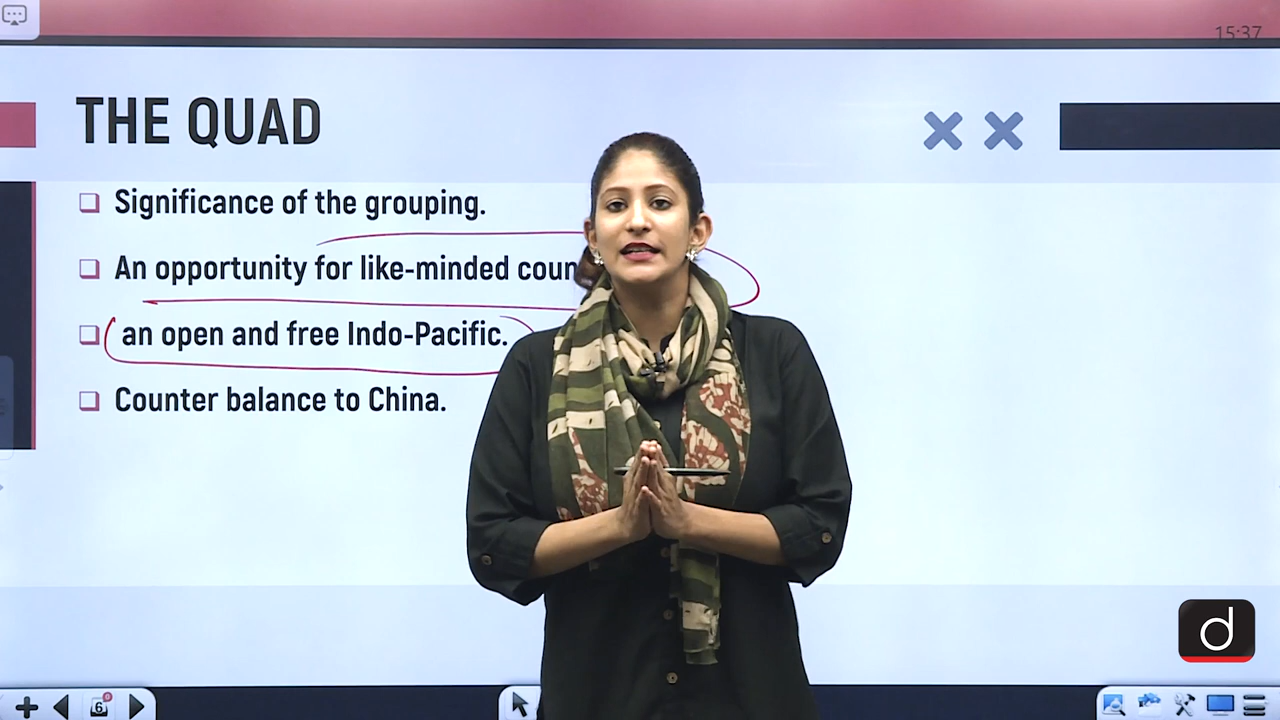 15:37
THE QUAD
Significance of the grouping.
An opportunity for like-minded
an open and free Indo-Pacific.
Counter balance to China.
6
d